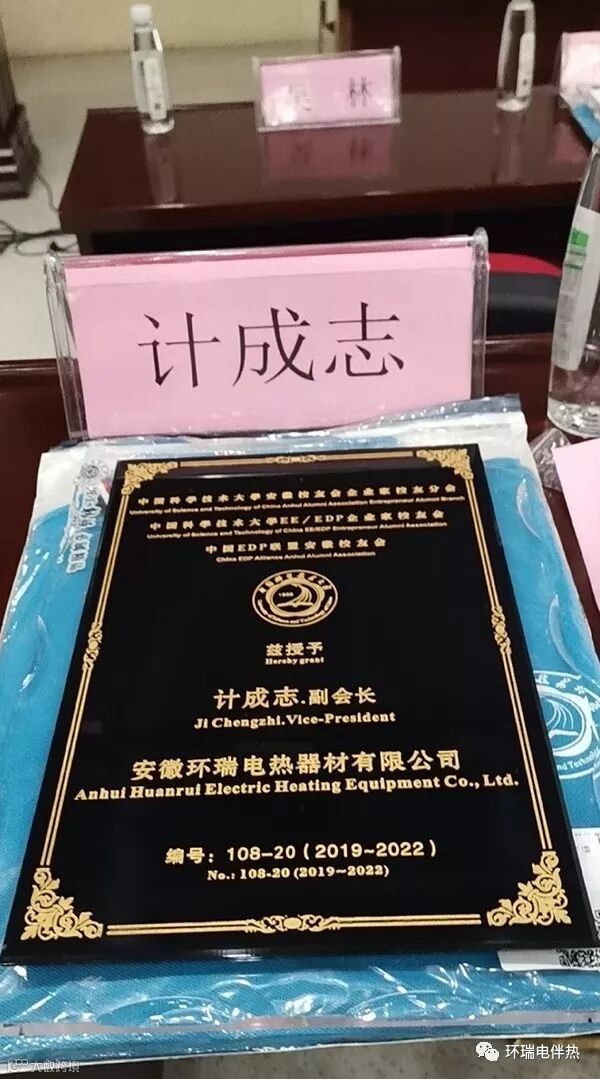 林
计成志
中国科学技术大学安徽校友会企业家校友分会
University of Science and Technology of China Anhui Alumni Association Entrepreneur Alumni Branch
中国科学技术大学EE/EDP企业家校友会
University of Science and Technology of China EE/EDP Entrepreneur Alumni Association
中国EDP联盟安徽校友会
China EDP Alliance Anhui Alumni Association
1958
兹授予
Hereby grant
计成志.副会长
Ji Chengzhi.Vice-President
安徽环瑞电热器材有限公司
Anhui Huanrui Electric Heating Equipment Co., Ltd.
编号：108-20（2019~2022）
No.: 108-20 (2019~2022)
大数跨境
环瑞电伴热